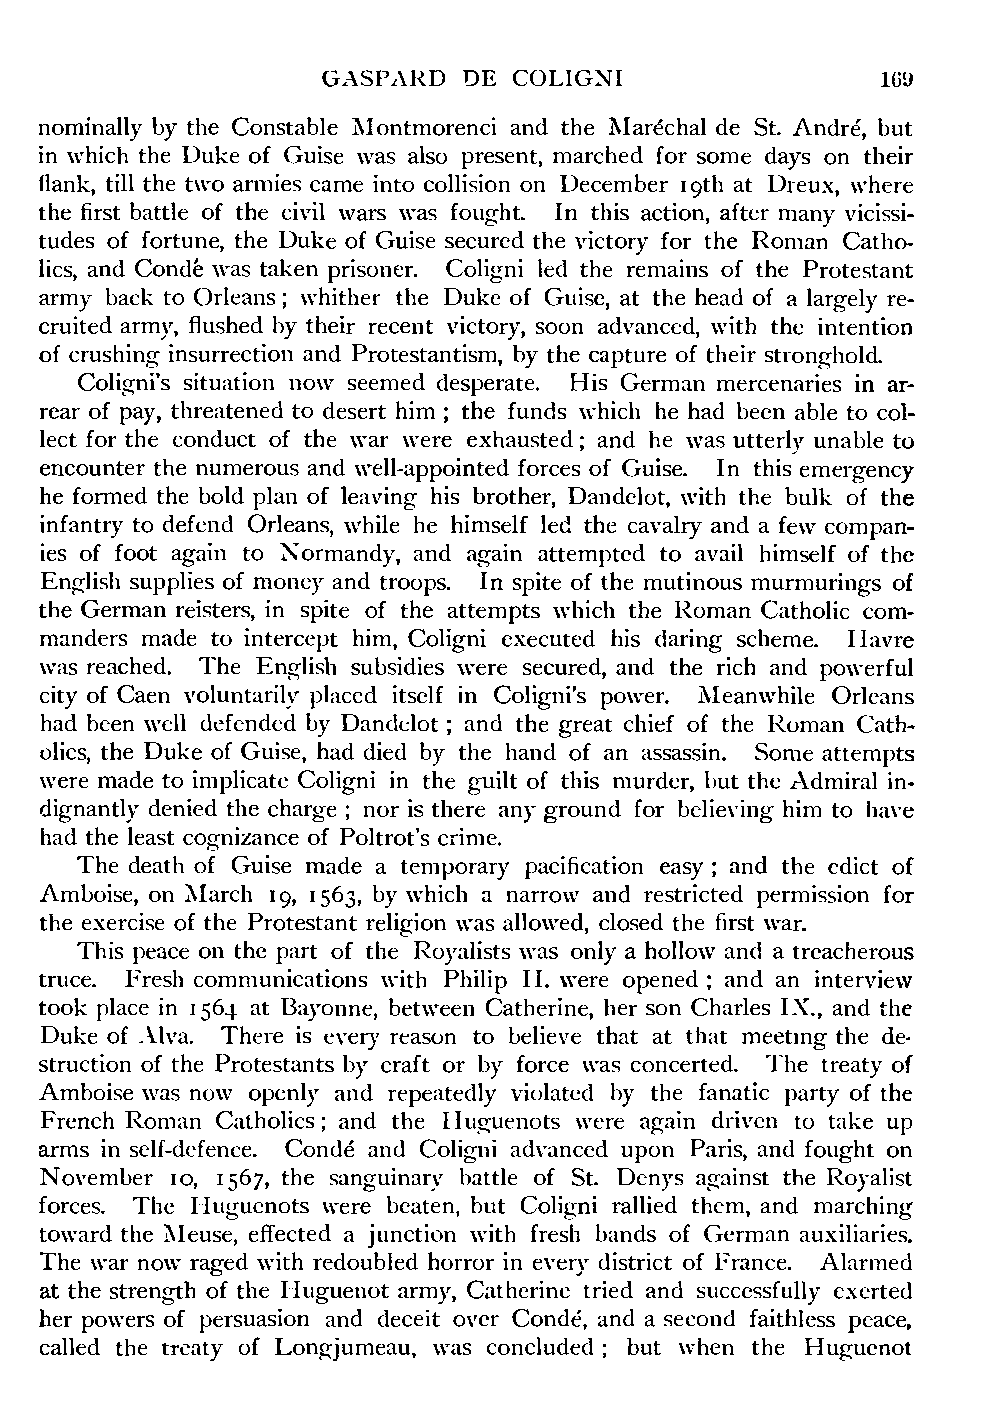 GASPARD DE COLIGNI 169
nominally by the Constable Montmorenci and the Maréchal de St. André, but
in which the Duke of Guise was also present, marched for some days on their
flank, till the two armies came into collision on December 19th at Dreux, where
the first battle of the civil wars was fought. In this action, after many vicissi-
tudes of fortune, the Duke of Guise secured the victory for the Roman Catho-
lics, and Condé was taken prisoner. Coligni led the remains of the Protestant
army back to Orleans; whither the Duke of Guise, at the head of a largely re-
cruited army, flushed by their recent victory, soon advanced, with the intention
of crushing insurrection and Protestantism, by the capture of their stronghold.
Coligni's situation now seemed desperate. His German mercenaries in ar-
rear of pay, threatened to desert him; the funds which he had been able to col-
lect for the conduct of the war were exhausted; and he was utterly unable to
encounter the numerous and well-appointed forces of Guise. In this emergency
he formed the bold plan of leaving his brother, Dandelot, with the bulk of the
infantry to defend Orleans, while he himself led the cavalry and a few compan-
ies of foot again to Normandy, and again attempted to avail himself of the
English supplies of money and troops. In spite of the mutinous murmurings of
the German reisters, in spite of the attempts which the Roman Catholic com-
manders made to intercept him, Coligni executed his daring scheme. Havre
was reached. The English subsidies were secured, and the rich and powerful
city of Caen voluntarily placed itself in Coligni's power. Meanwhile Orleans
had been well defended by Dandelot; and the great chief of the Roman Cath-
olics, the Duke of Guise, had died by the hand of an assassin. Some attempts
were made to implicate Coligni in the guilt of this murder, but the Admiral in-
dignantly denied the charge; nor is there any ground for believing him to have
had the least cognizance of Poltrot's crime.
The death of Guise made a temporary pacification easy; and the edict of
Amboise, on March 19, 1563, by which a narrow and restricted permission for
the exercise of the Protestant religion was allowed, closed the first war.
This peace on the part of the Royalists was only a hollow and a treacherous
truce. Fresh communications with Philip II. were opened; and an interview
took place in 1564 at Bayonne, between Catherine, her son Charles IX., and the
Duke of Alva. There is every reason to believe that at that meeting the de-
struction of the Protestants by craft or by force was concerted. The treaty of
Amboise was now openly and repeatedly violated by the fanatic party of the
French Roman Catholics; and the Huguenots were again driven to take up
arms in self-defence. Condé and Coligni advanced upon Paris, and fought on
November 10, 1567, the sanguinary battle of St. Denys against the Royalist
forces. The Huguenots were beaten, but Coligni rallied them, and marching
toward the Meuse, effected a junction with fresh bands of German auxiliaries.
The war now raged with redoubled horror in every district of France. Alarmed
at the strength of the Huguenot army, Catherine tried and successfully exerted
her powers of persuasion and deceit over Condé, and a second faithless peace,
called the treaty of Longjumeau, was concluded; but when the Huguenot